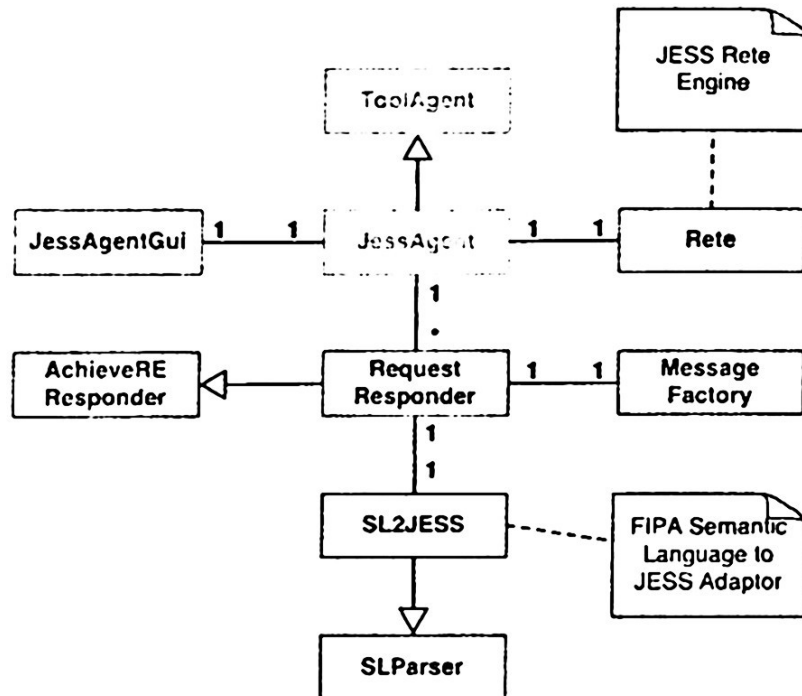 JESS Rete
Engine
ToolAgent
JessAgentGui
1
1
JessAgent
1
1
Rete
1
*
AchieveRE
Responder
Request
Responder
1
1
Message
Factory
1
1
SL2JESS
FIPA Semantic
Language to
JESS Adaptor
SLParser